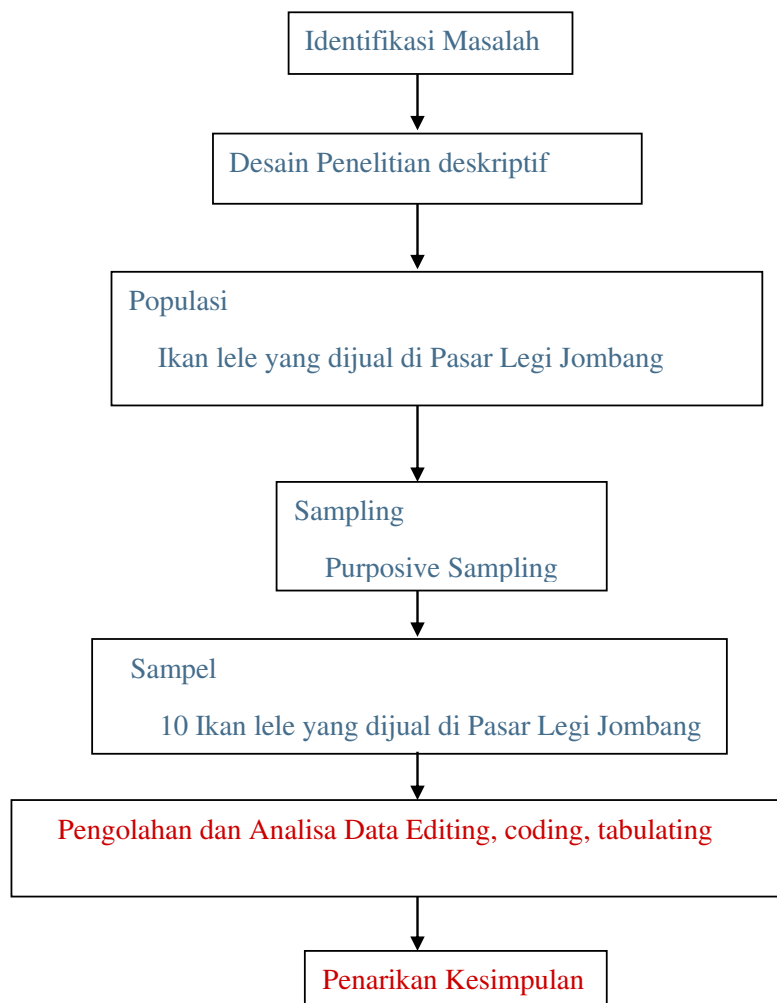 Identifikasi Masalah
Desain Penelitian deskriptif
Populasi
Ikan lele yang dijual di Pasar Legi Jombang
Sampling
Purposive Sampling
Sampel
10 Ikan lele yang dijual di Pasar Legi Jombang
Pengolahan dan Analisa Data Editing, coding, tabulating
Penarikan Kesimpulan